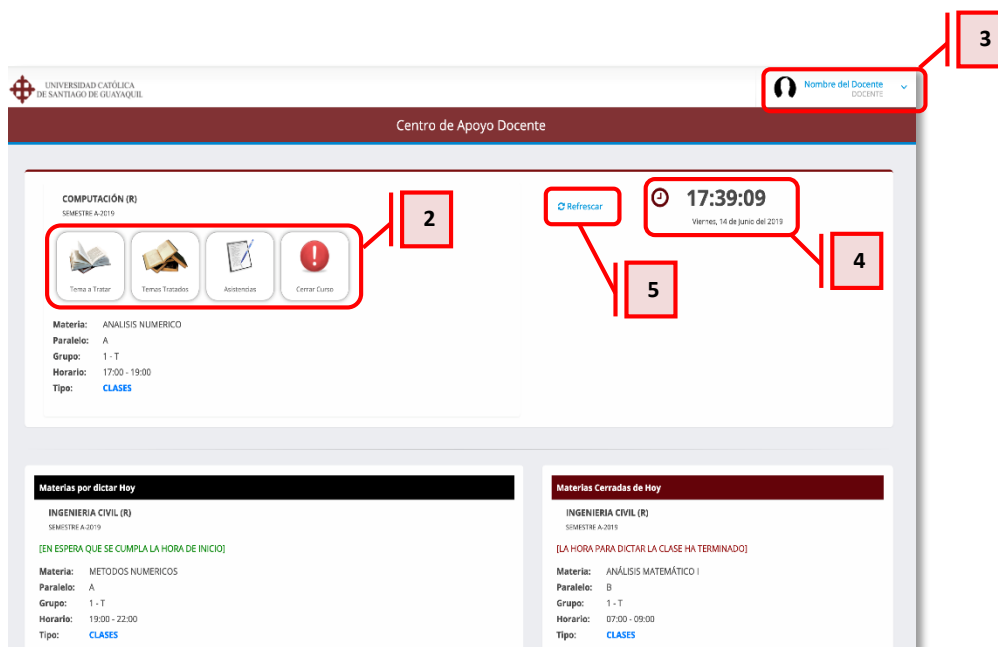 3
UNIVERSIDAD CATÓLICA
DE SANTIAGO DE GUAYAQUIL
Nombre del Docente
DOCENTE
Centro de Apoyo Docente
COMPUTACIÓN (R)
SEMESTRE A-2019
Tema a Tratar
Temas Tratados
Asistencias
Cerrar Curso
2
Refrescar
5
17:39:09
Viernes, 14 de Junio del 2019
4
Materia: ANALISIS NUMERICO
Paralelo: A
Grupo: 1 - T
Horario: 17:00 - 19:00
Tipo: CLASES
Materias por dictar Hoy
INGENIERIA CIVIL (R)
SEMESTRE A-2019
[EN ESPERA QUE SE CUMPLA LA HORA DE INICIO]
Materia: METODOS NUMERICOS
Paralelo: A
Grupo: 1 - T
Horario: 19:00 - 22:00
Tipo: CLASES
Materias Cerradas de Hoy
INGENIERIA CIVIL (R)
SEMESTRE A-2019
[LA HORA PARA DICTAR LA CLASE HA TERMINADO]
Materia: ANÁLISIS MATEMÁTICO I
Paralelo: B
Grupo: 1 - T
Horario: 07:00 - 09:00
Tipo: CLASES